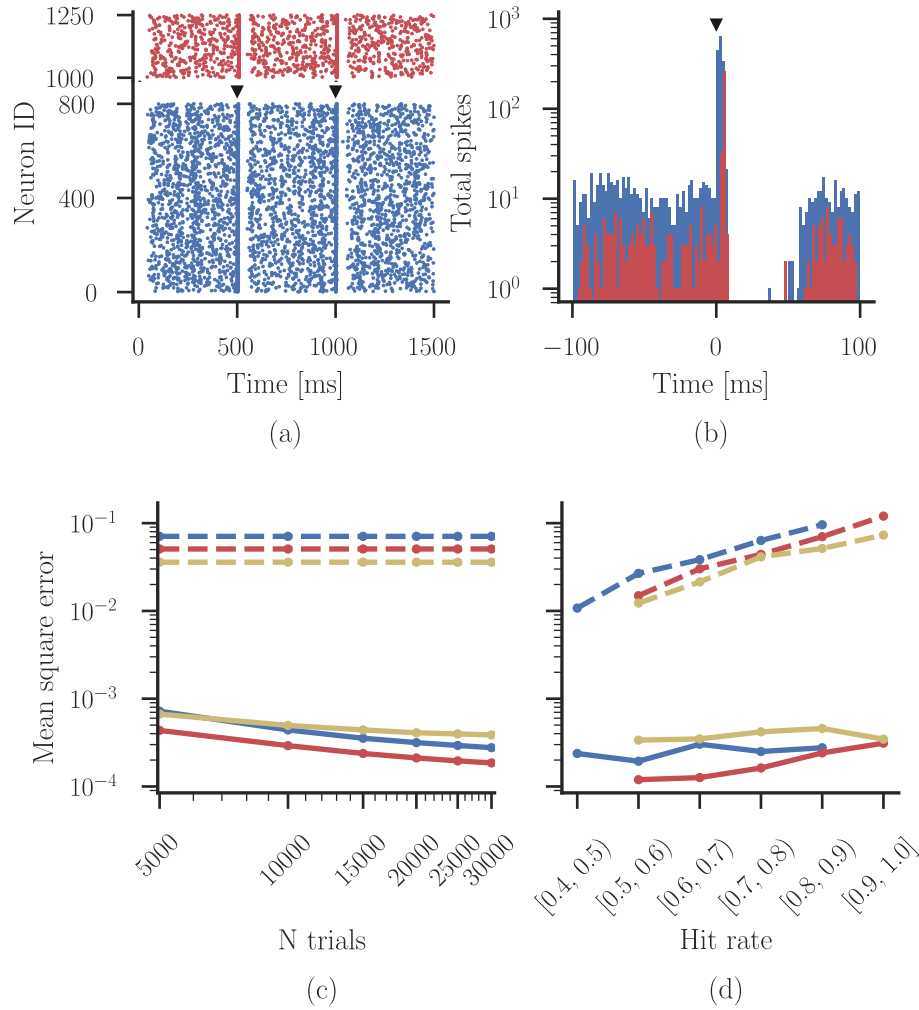 1250
1000
800
400
0
Neuron ID
0 500 1000 1500
Time [ms]
(a)
10³
10²
10¹
10⁰
Total spikes
−100 0 100
Time [ms]
(b)
10⁻¹
10⁻²
10⁻³
10⁻⁴
Mean square error
5000 10000 15000 20000 25000 30000
N trials
(c)
[0.4, 0.5) [0.5, 0.6) [0.6, 0.7) [0.7, 0.8) [0.8, 0.9) [0.9, 1.0]
Hit rate
(d)